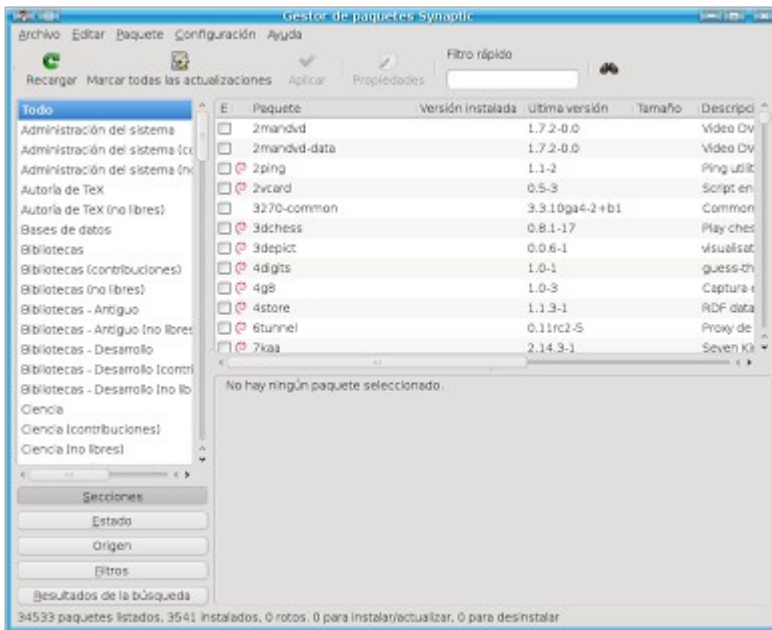 Gestor de paquetes Synaptic
Archivo Editar Paquete Configuración Ayuda
Recargar Marcar todas las actualizaciones Aplicar Propiedades Filtro rápido
E Paquete Versión instalada Última versión Tamaño Descripci
2mandvd 1.7.2-0.0 Video DV
2mandvd-data 1.7.2-0.0 Video DV
2ping 1.1-2 Ping utilit
2vcard 0.5-3 Script en
3270-common 3.3.10ga4-2+b1 Common
3dchess 0.8.1-17 Play ches
3depict 0.0.6-1 visualisat
4digits 1.0-1 guess-th
4g8 1.0-3 Captura
4store 1.1.3-1 RDF data
6tunnel 0.11rc2-5 Proxy de
7kaa 2.14.3-1 Seven Ki
Todo
Administración del sistema
Administración del sistema (co
Administración del sistema (no
Autoría de TeX
Autoría de TeX (no libres)
Bases de datos
Bibliotecas
Bibliotecas (contribuciones)
Bibliotecas (no libres)
Bibliotecas - Antiguo
Bibliotecas - Antiguo (no libres
Bibliotecas - Desarrollo
Bibliotecas - Desarrollo (contri
Bibliotecas - Desarrollo (no lib
Ciencia
Ciencia (contribuciones)
Ciencia (no libres)
No hay ningún paquete seleccionado.
Secciones
Estado
Origen
Filtros
Resultados de la búsqueda
34533 paquetes listados, 3541 instalados, 0 rotos. 0 para instalar/actualizar, 0 para desinstalar